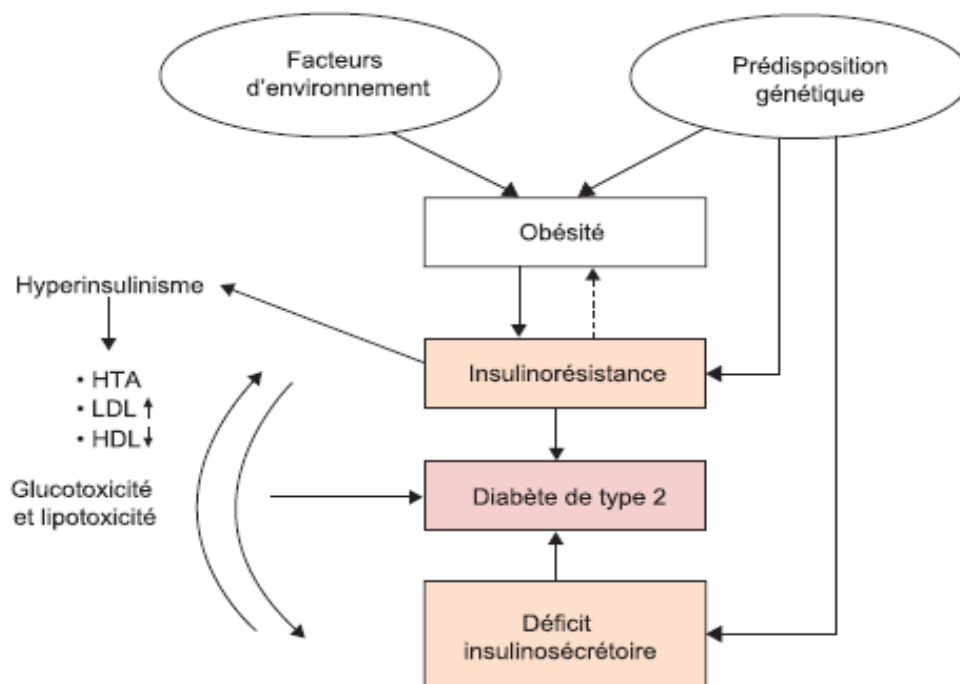 Facteurs
d'environnement
Prédisposition
génétique
Obésité
Hyperinsulinisme
Insulinorésistance
• HTA
• LDL ↑
• HDL ↓
Glucotoxicité
et lipotoxicité
Diabète de type 2
Déficit
insulinosécrétoire